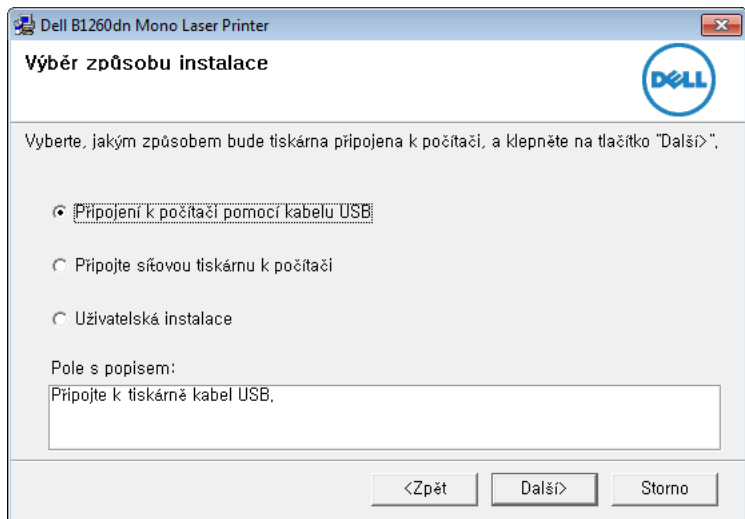 Dell B1260dn Mono Laser Printer
Výběr způsobu instalace
DELL
Vyberte, jakým způsobem bude tiskárna připojena k počítači, a klepněte na tlačítko "Další>",
Připojení k počítači pomocí kabelu USB
Připojte síťovou tiskárnu k počítači
Uživatelská instalace
Pole s popisem:
Připojte k tiskárně kabel USB,
<Zpět Další> Storno